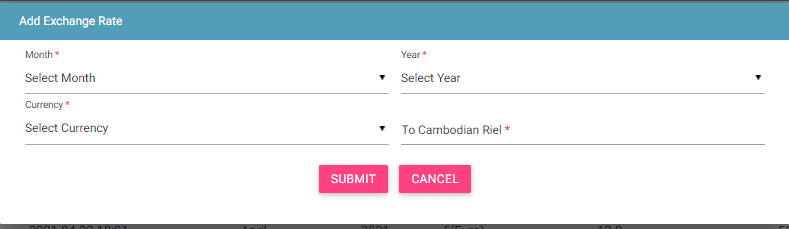 Add Exchange Rate
Month * Year *
Select Month Select Year
Currency *
Select Currency To Cambodian Riel *
SUBMIT CANCEL